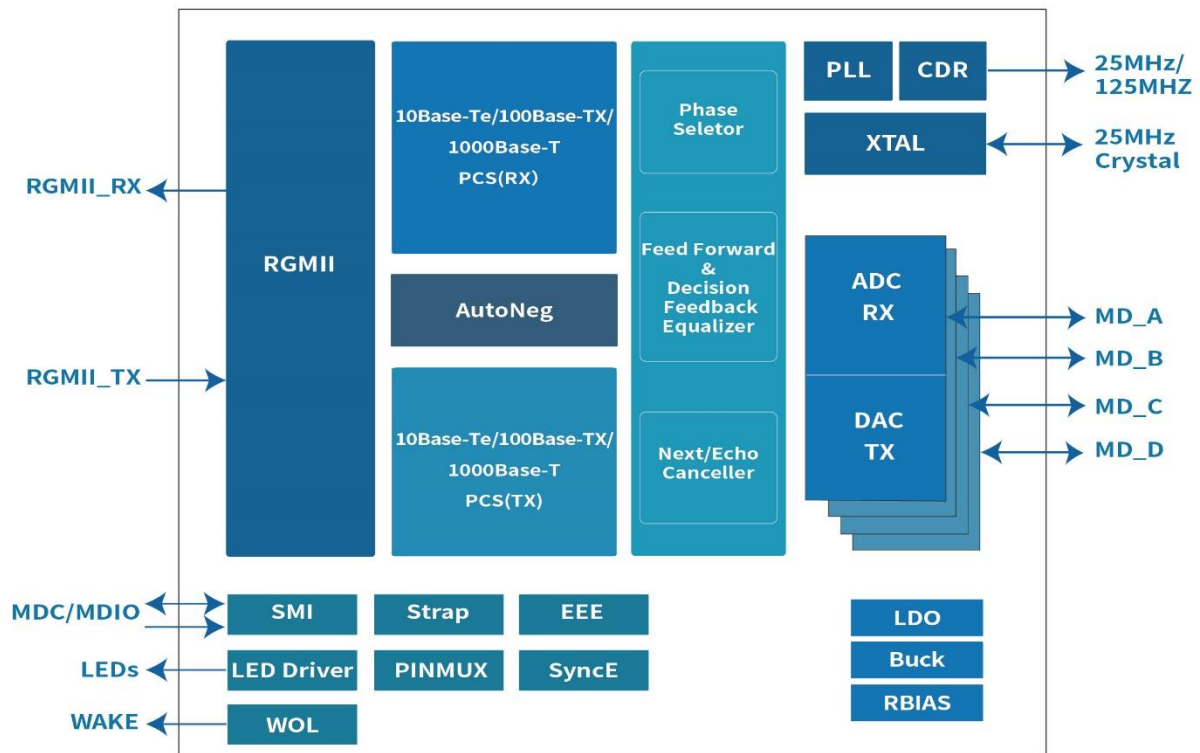 RGMII_RX
RGMII_TX
RGMII
10Base-Te/100Base-TX/
1000Base-T
PCS(RX)
AutoNeg
10Base-Te/100Base-TX/
1000Base-T
PCS(TX)
Phase
Seletor
Feed Forward
&
Decision
Feedback
Equalizer
Next/Echo
Canceller
PLL
CDR
25MHz/
125MHZ
XTAL
25MHz
Crystal
ADC
RX
DAC
TX
MD_A
MD_B
MD_C
MD_D
MDC/MDIO
SMI
Strap
EEE
LEDs
LED Driver
PINMUX
SyncE
WAKE
WOL
LDO
Buck
RBIAS